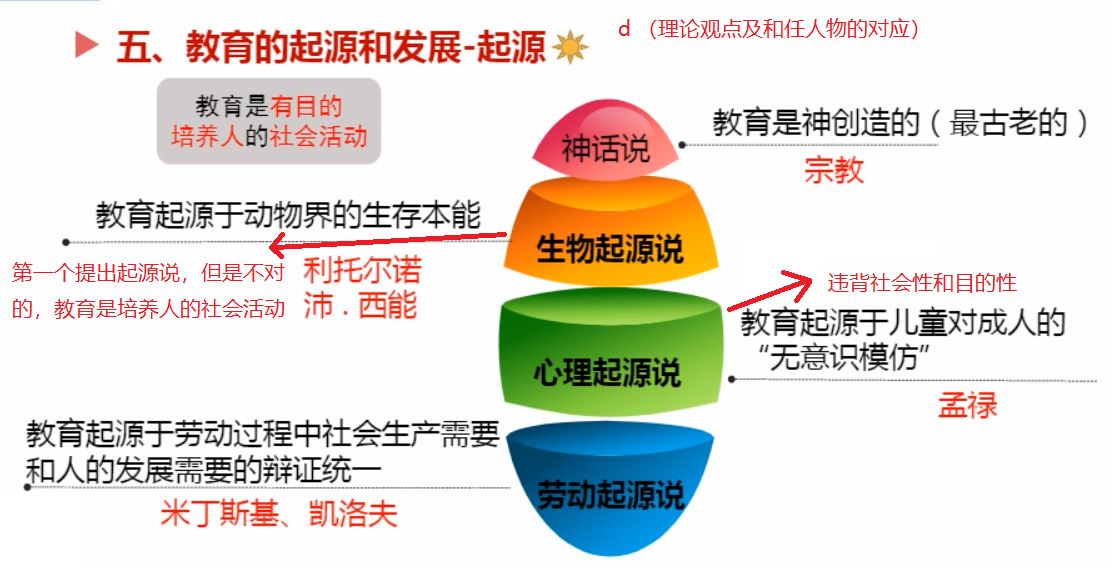 五、教育的起源和发展-起源
d （理论观点及和任人物的对应）
教育是有目的
培养人的社会活动
神话说
教育是神创造的（最古老的）
宗教
教育起源于动物界的生存本能
生物起源说
第一个提出起源说，但是不对
的，教育是培养人的社会活动
利托尔诺
沛．西能
违背社会性和目的性
教育起源于儿童对成人的
“无意识模仿”
心理起源说
孟禄
教育起源于劳动过程中社会生产需要
和人的发展需要的辩证统一
劳动起源说
米丁斯基、凯洛夫